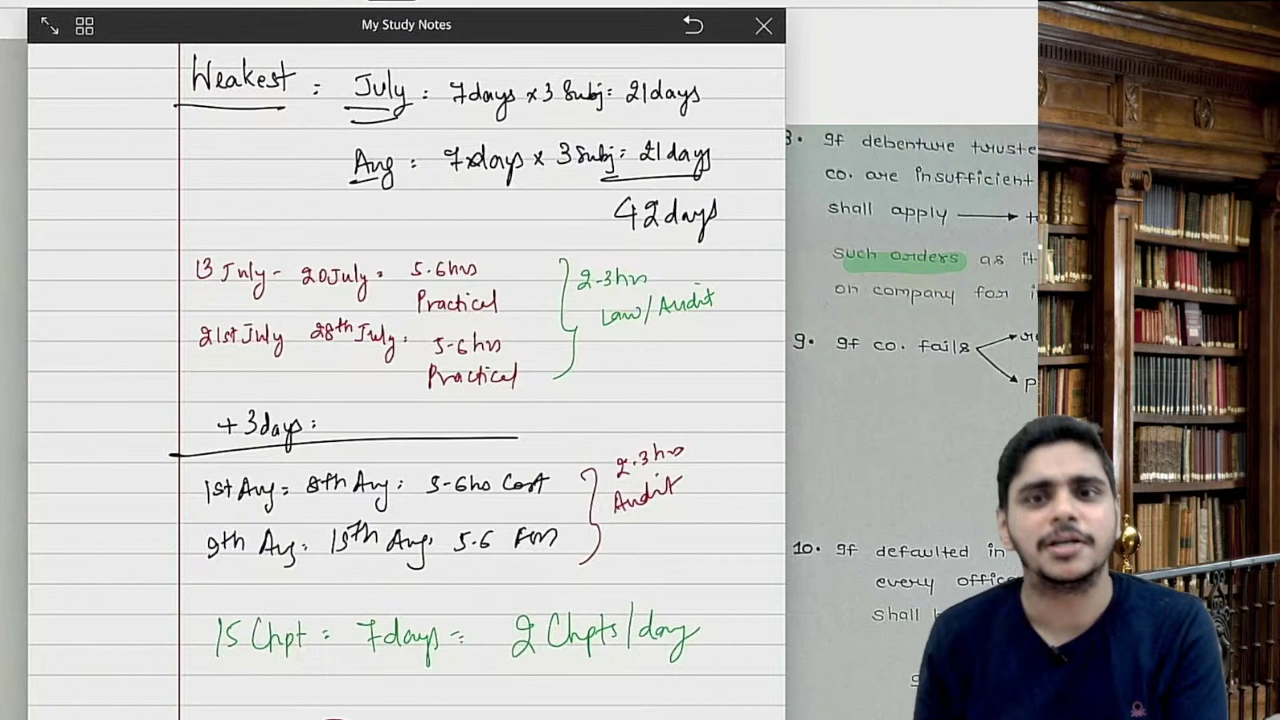 My Study Notes
Weakest : July : 7days x 3 Subj: 21days
Aug : 7xdays x 3 Subj: 21days
42days
13 July - 20July: 5.6hrs
Practical
21st July 28th July. 5-6hrs
Practical
2-3hr
Law/Audit
+ 3days:
1st Aug = 8th Aug : 5-6hs Cost
9th Aug. 15th Aug. 5.6 FM
2.3hrs
Audit
15 Chpt = 7days = 2 Chpts/day
8. If debenture truste
co. are insufficient
shall apply → t
such orders as it
on company for i
9. If co. fails
10. If defaulted in
every office
shall